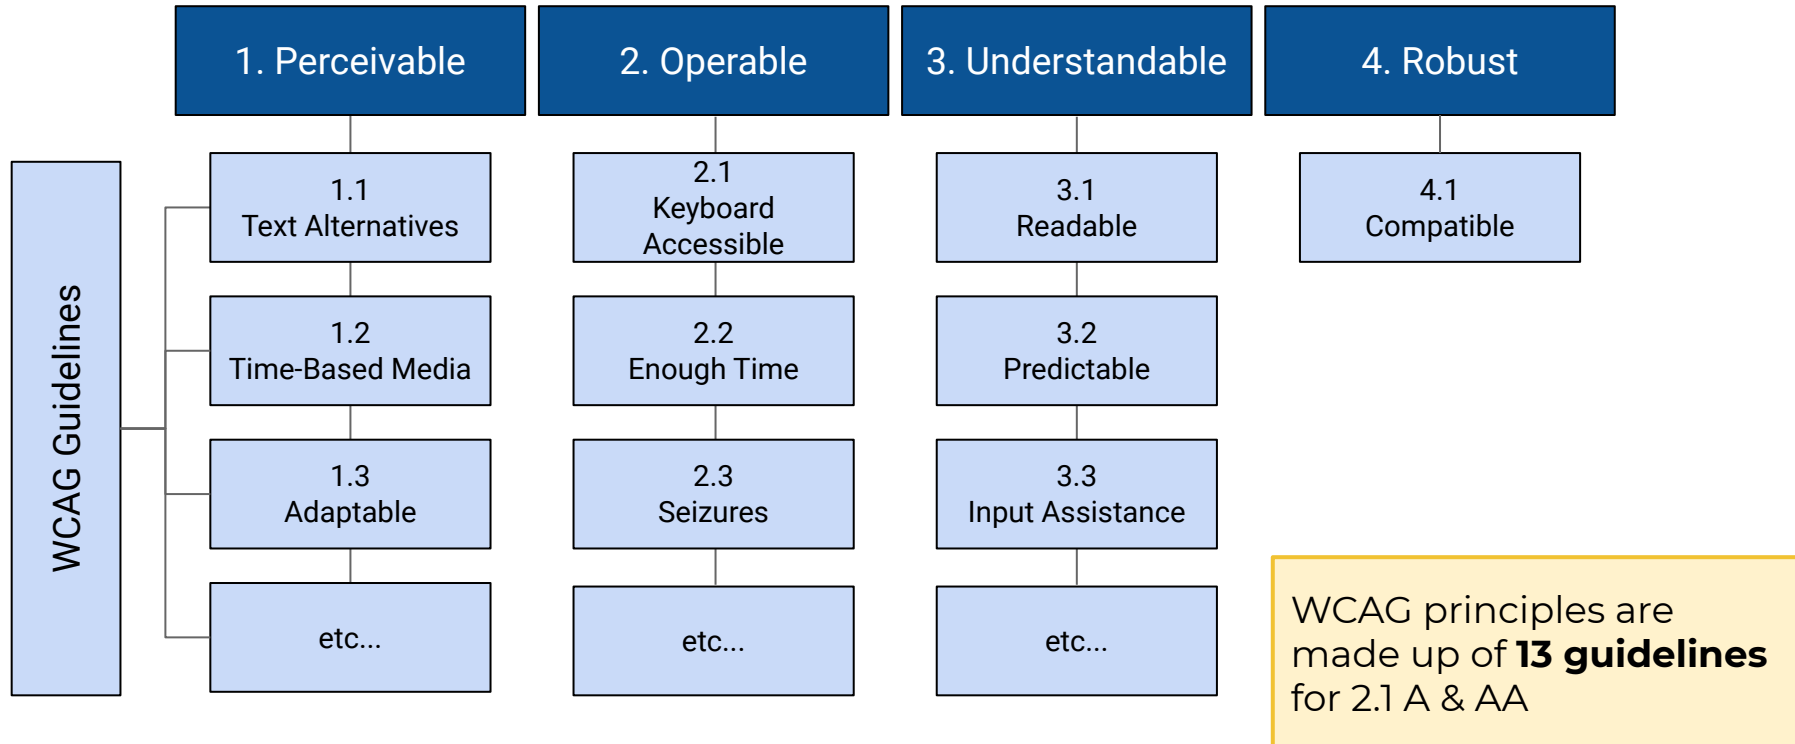 1. Perceivable
2. Operable
3. Understandable
4. Robust
WCAG Guidelines
1.1
Text Alternatives
1.2
Time-Based Media
1.3
Adaptable
etc...
2.1
Keyboard
Accessible
2.2
Enough Time
2.3
Seizures
etc...
3.1
Readable
3.2
Predictable
3.3
Input Assistance
etc...
4.1
Compatible
WCAG principles are
made up of 13 guidelines
for 2.1 A & AA